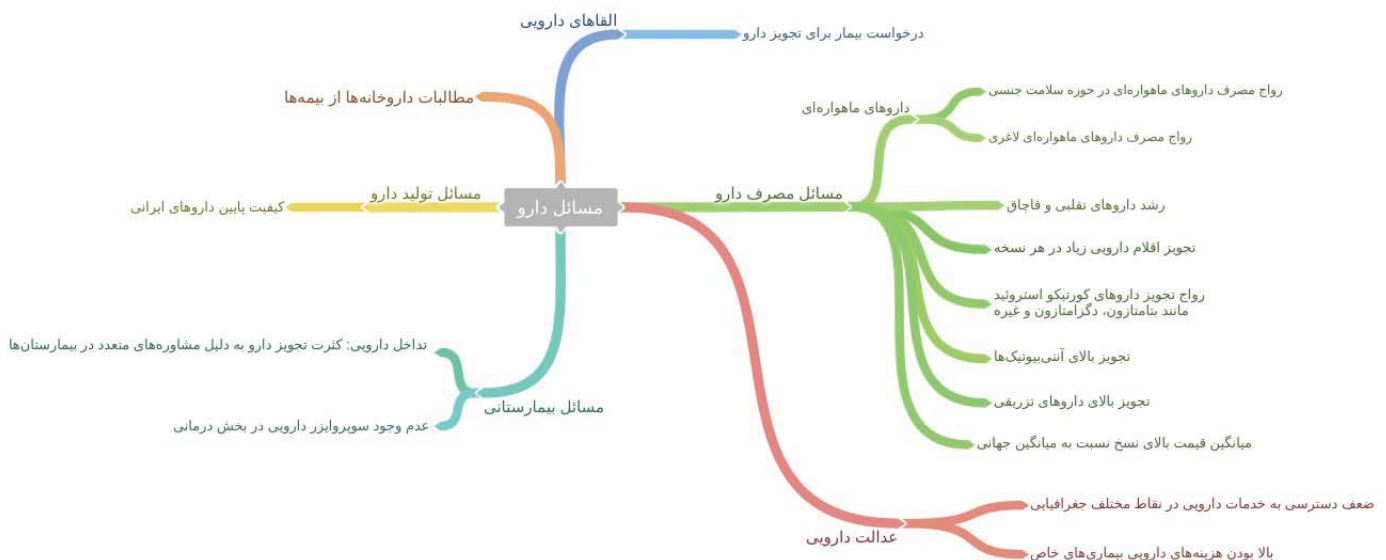 القاهای دارویی
درخواست بیمار برای تجویز دارو
مطالبات داروخانه‌ها از بیمه‌ها
مسائل دارو
مسائل تولید دارو
کیفیت پایین داروهای ایرانی
مسائل مصرف دارو
داروهای ماهواره‌ای
رواج مصرف داروهای ماهواره‌ای در حوزه سلامت جنسی
رواج مصرف داروهای ماهواره‌ای لاغری
رشد داروهای تقلبی و قاچاق
تجویز اقلام دارویی زیاد در هر نسخه
رواج تجویز داروهای کورتیکو استروئید
مانند بتامتازون، دگزامتازون و غیره
تجویز بالای آنتی‌بیوتیک‌ها
تجویز بالای داروهای تزریقی
میانگین قیمت بالای نسخ نسبت به میانگین جهانی
مسائل بیمارستانی
تداخل دارویی: کثرت تجویز دارو به دلیل مشاوره‌های متعدد در بیمارستان‌ها
عدم وجود سوپروایزر دارویی در بخش درمانی
عدالت دارویی
ضعف دسترسی به خدمات دارویی در نقاط مختلف جغرافیایی
بالا بودن هزینه‌های دارویی بیماری‌های خاص